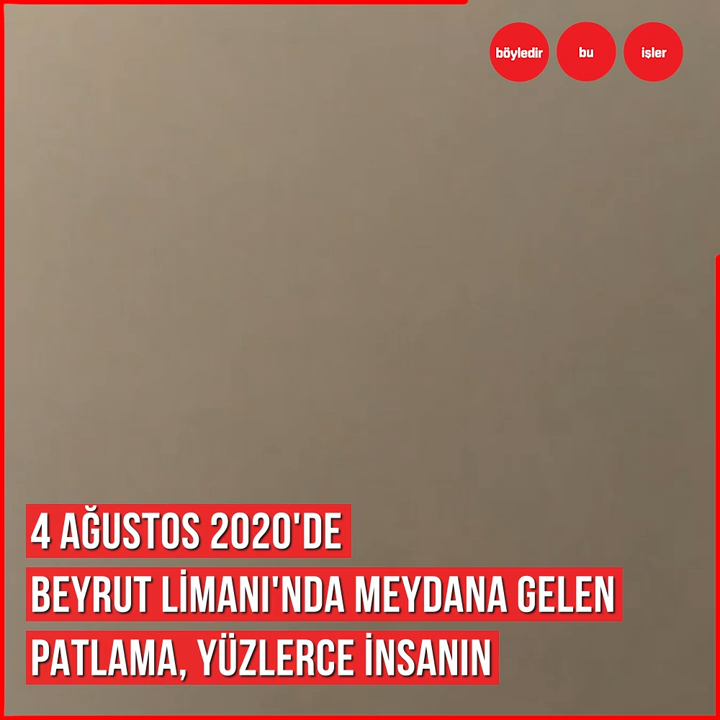 böyledir bu işler
4 AĞUSTOS 2020'DE
BEYRUT LİMANI'NDA MEYDANA GELEN
PATLAMA, YÜZLERCE İNSANIN